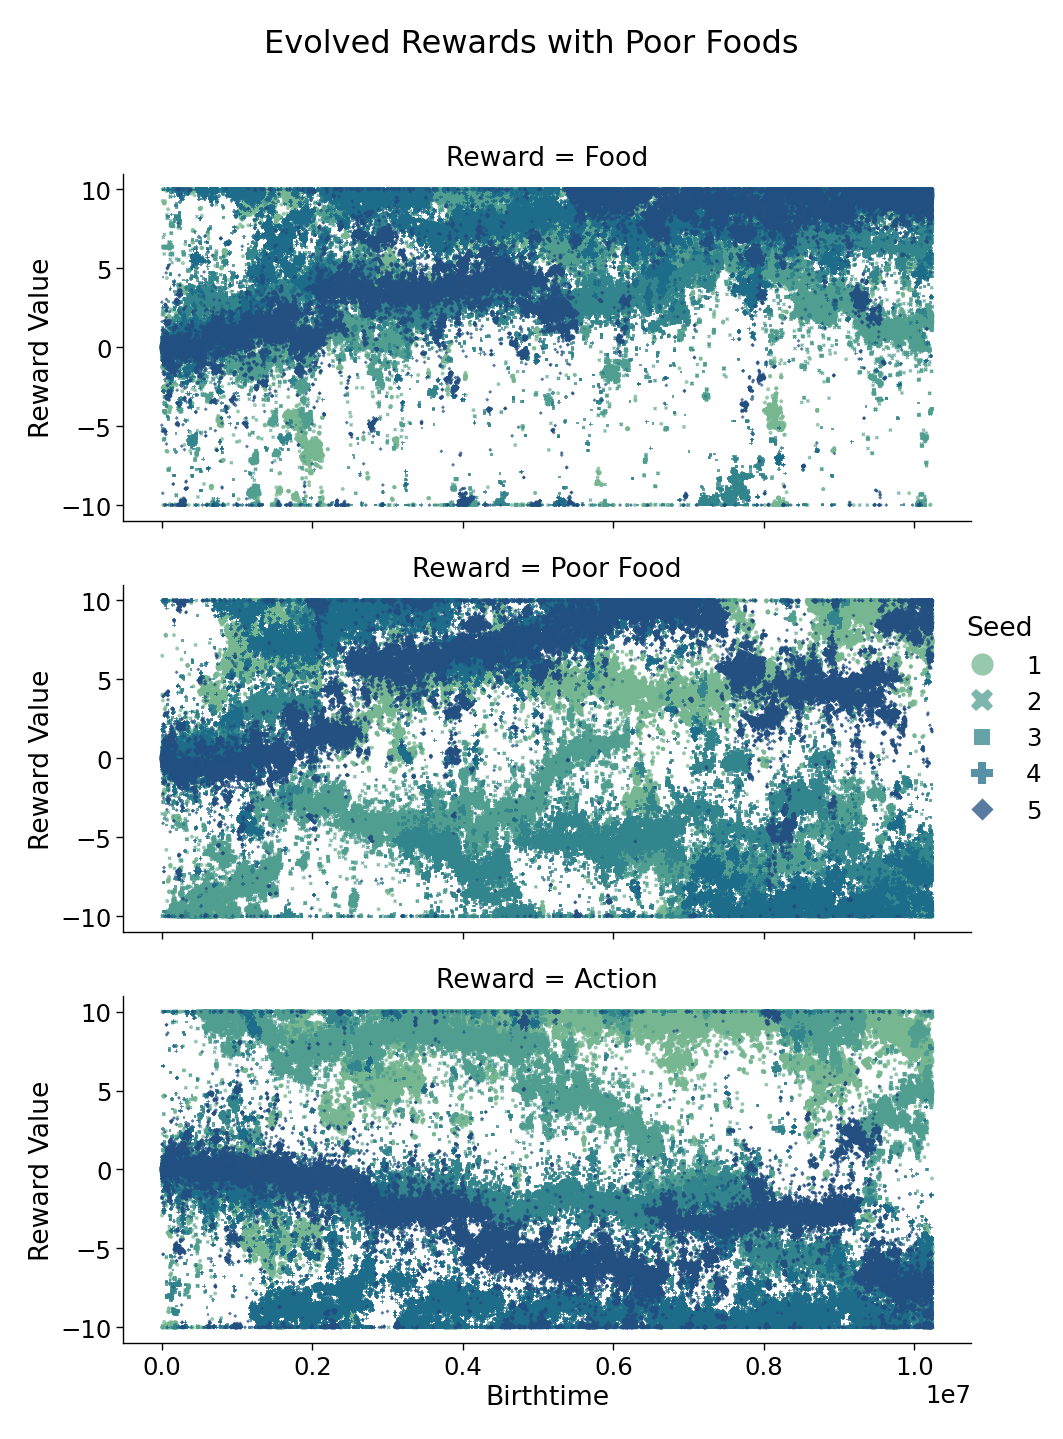 Evolved Rewards with Poor Foods
Reward = Food
10
5
0
−5
−10
Reward Value
Reward = Poor Food
10
5
0
−5
−10
Reward Value
Seed
1
2
3
4
5
Reward = Action
10
5
0
−5
−10
Reward Value
0.0 0.2 0.4 0.6 0.8 1.0
Birthtime
1e7